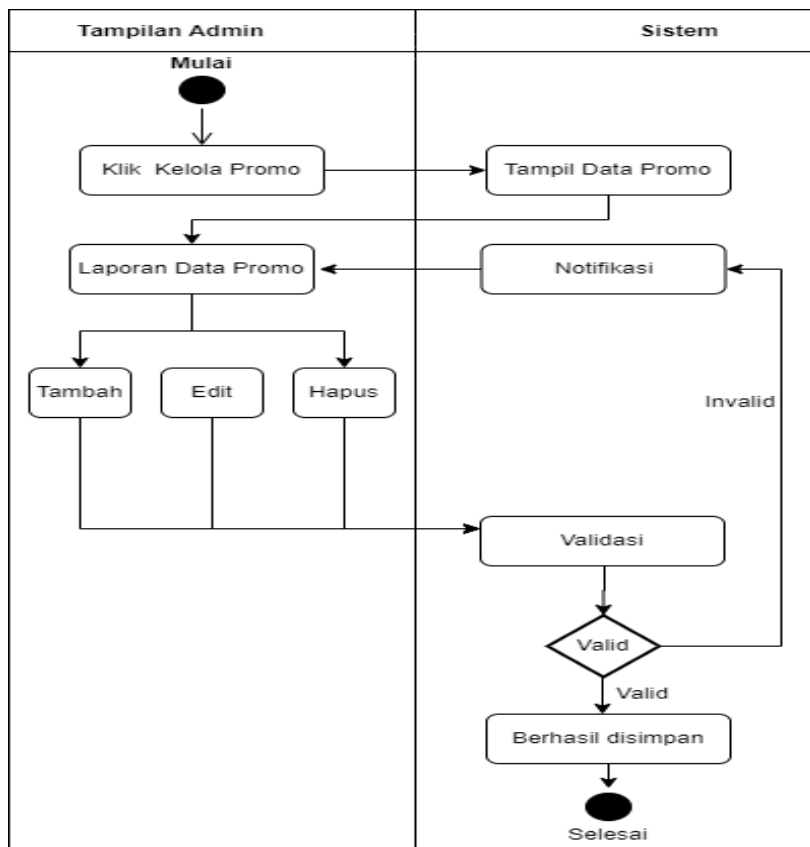 Tampilan Admin
Sistem
Mulai
Klik Kelola Promo
Tampil Data Promo
Laporan Data Promo
Notifikasi
Tambah
Edit
Hapus
Invalid
Validasi
Valid
Valid
Berhasil disimpan
Selesai